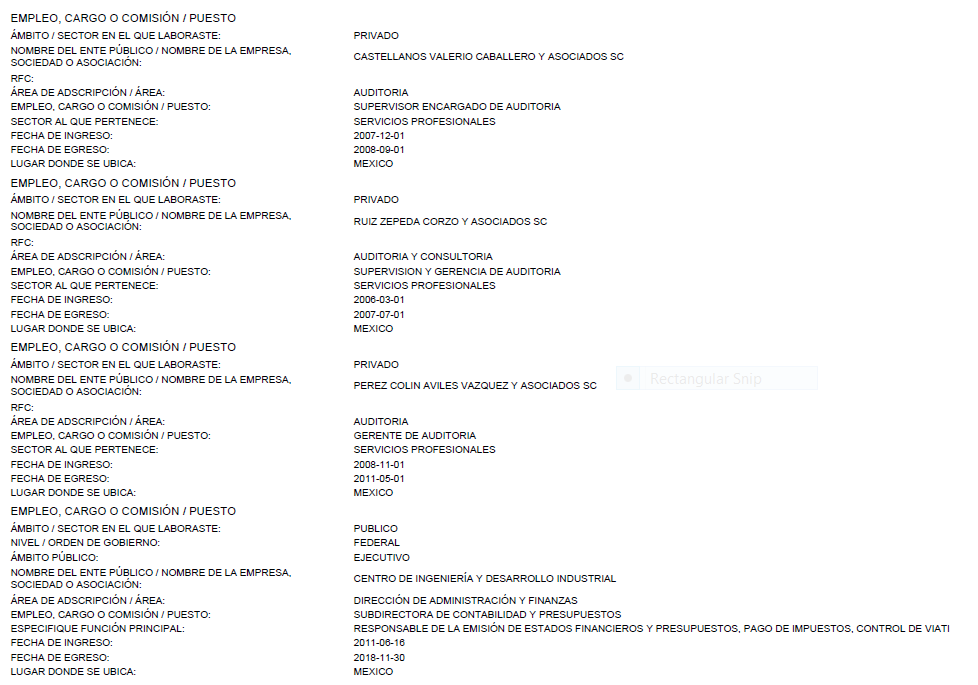 EMPLEO, CARGO O COMISIÓN / PUESTO
ÁMBITO / SECTOR EN EL QUE LABORASTE: PRIVADO
NOMBRE DEL ENTE PÚBLICO / NOMBRE DE LA EMPRESA,
SOCIEDAD O ASOCIACIÓN: CASTELLANOS VALERIO CABALLERO Y ASOCIADOS SC
RFC:
ÁREA DE ADSCRIPCIÓN / ÁREA: AUDITORIA
EMPLEO, CARGO O COMISIÓN / PUESTO: SUPERVISOR ENCARGADO DE AUDITORIA
SECTOR AL QUE PERTENECE: SERVICIOS PROFESIONALES
FECHA DE INGRESO: 2007-12-01
FECHA DE EGRESO: 2008-09-01
LUGAR DONDE SE UBICA: MEXICO
EMPLEO, CARGO O COMISIÓN / PUESTO
ÁMBITO / SECTOR EN EL QUE LABORASTE: PRIVADO
NOMBRE DEL ENTE PÚBLICO / NOMBRE DE LA EMPRESA,
SOCIEDAD O ASOCIACIÓN: RUIZ ZEPEDA CORZO Y ASOCIADOS SC
RFC:
ÁREA DE ADSCRIPCIÓN / ÁREA: AUDITORIA Y CONSULTORIA
EMPLEO, CARGO O COMISIÓN / PUESTO: SUPERVISION Y GERENCIA DE AUDITORIA
SECTOR AL QUE PERTENECE: SERVICIOS PROFESIONALES
FECHA DE INGRESO: 2006-03-01
FECHA DE EGRESO: 2007-07-01
LUGAR DONDE SE UBICA: MEXICO
EMPLEO, CARGO O COMISIÓN / PUESTO
ÁMBITO / SECTOR EN EL QUE LABORASTE: PRIVADO
NOMBRE DEL ENTE PÚBLICO / NOMBRE DE LA EMPRESA,
SOCIEDAD O ASOCIACIÓN: PEREZ COLIN AVILES VAZQUEZ Y ASOCIADOS SC
Rectangular Snip
RFC:
ÁREA DE ADSCRIPCIÓN / ÁREA: AUDITORIA
EMPLEO, CARGO O COMISIÓN / PUESTO: GERENTE DE AUDITORIA
SECTOR AL QUE PERTENECE: SERVICIOS PROFESIONALES
FECHA DE INGRESO: 2008-11-01
FECHA DE EGRESO: 2011-05-01
LUGAR DONDE SE UBICA: MEXICO
EMPLEO, CARGO O COMISIÓN / PUESTO
ÁMBITO / SECTOR EN EL QUE LABORASTE: PUBLICO
NIVEL / ORDEN DE GOBIERNO: FEDERAL
ÁMBITO PÚBLICO: EJECUTIVO
NOMBRE DEL ENTE PÚBLICO / NOMBRE DE LA EMPRESA,
SOCIEDAD O ASOCIACIÓN: CENTRO DE INGENIERÍA Y DESARROLLO INDUSTRIAL
ÁREA DE ADSCRIPCIÓN / ÁREA: DIRECCIÓN DE ADMINISTRACIÓN Y FINANZAS
EMPLEO, CARGO O COMISIÓN / PUESTO: SUBDIRECTORA DE CONTABILIDAD Y PRESUPUESTOS
ESPECIFIQUE FUNCIÓN PRINCIPAL: RESPONSABLE DE LA EMISIÓN DE ESTADOS FINANCIEROS Y PRESUPUESTOS, PAGO DE IMPUESTOS, CONTROL DE VIATI
FECHA DE INGRESO: 2011-06-16
FECHA DE EGRESO: 2018-11-30
LUGAR DONDE SE UBICA: MEXICO